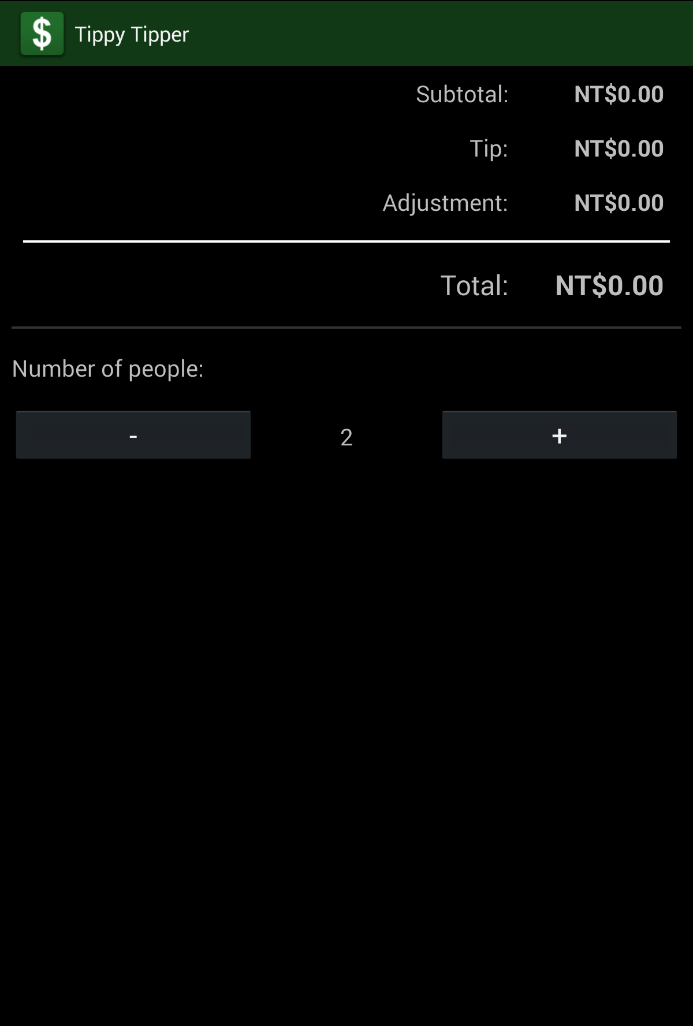 $ Tippy Tipper
Subtotal: NT$0.00
Tip: NT$0.00
Adjustment: NT$0.00
Total: NT$0.00
Number of people:
- 2 +